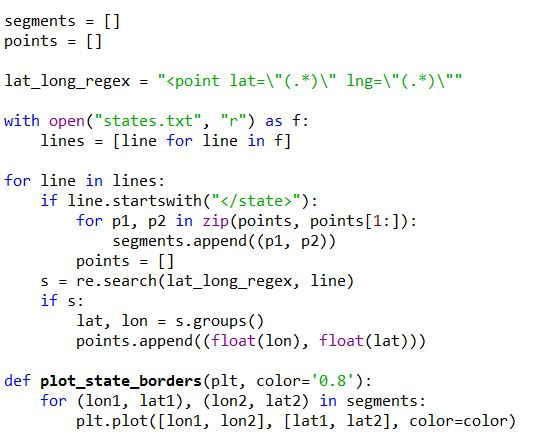 segments = []
points = []

lat_long_regex = "<point lat=\"(.*)\" lng=\"(.*)\""

with open("states.txt", "r") as f:
    lines = [line for line in f]

for line in lines:
    if line.startswith("</state>"):
        for p1, p2 in zip(points, points[1:]):
            segments.append((p1, p2))
        points = []
    s = re.search(lat_long_regex, line)
    if s:
        lat, lon = s.groups()
        points.append((float(lon), float(lat)))

def plot_state_borders(plt, color='0.8'):
    for (lon1, lat1), (lon2, lat2) in segments:
        plt.plot([lon1, lon2], [lat1, lat2], color=color)